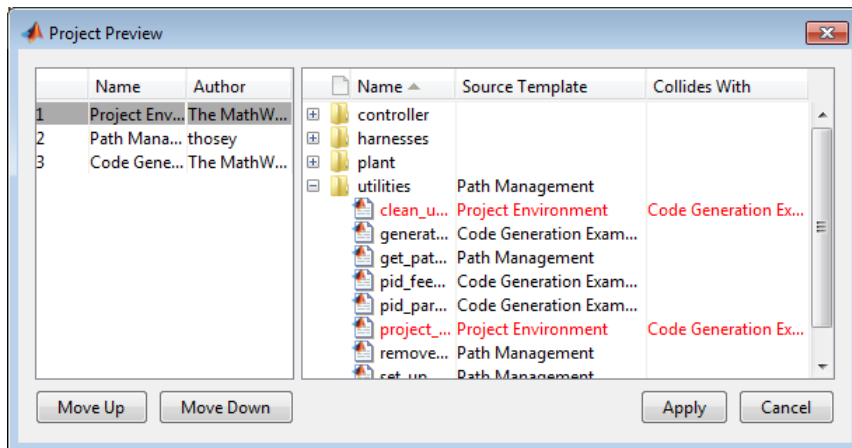 Project Preview
Name Author
1 Project Env... The MathW...
2 Path Mana... thosey
3 Code Gene... The MathW...
Name Source Template Collides With
controller
harnesses
plant
utilities Path Management
clean_u... Project Environment Code Generation Ex...
generat... Code Generation Exam...
get_pat... Path Management
pid_fee... Code Generation Exam...
pid_par... Code Generation Exam...
project_... Project Environment Code Generation Ex...
remove... Path Management
set_up... Path Management
Move Up Move Down Apply Cancel